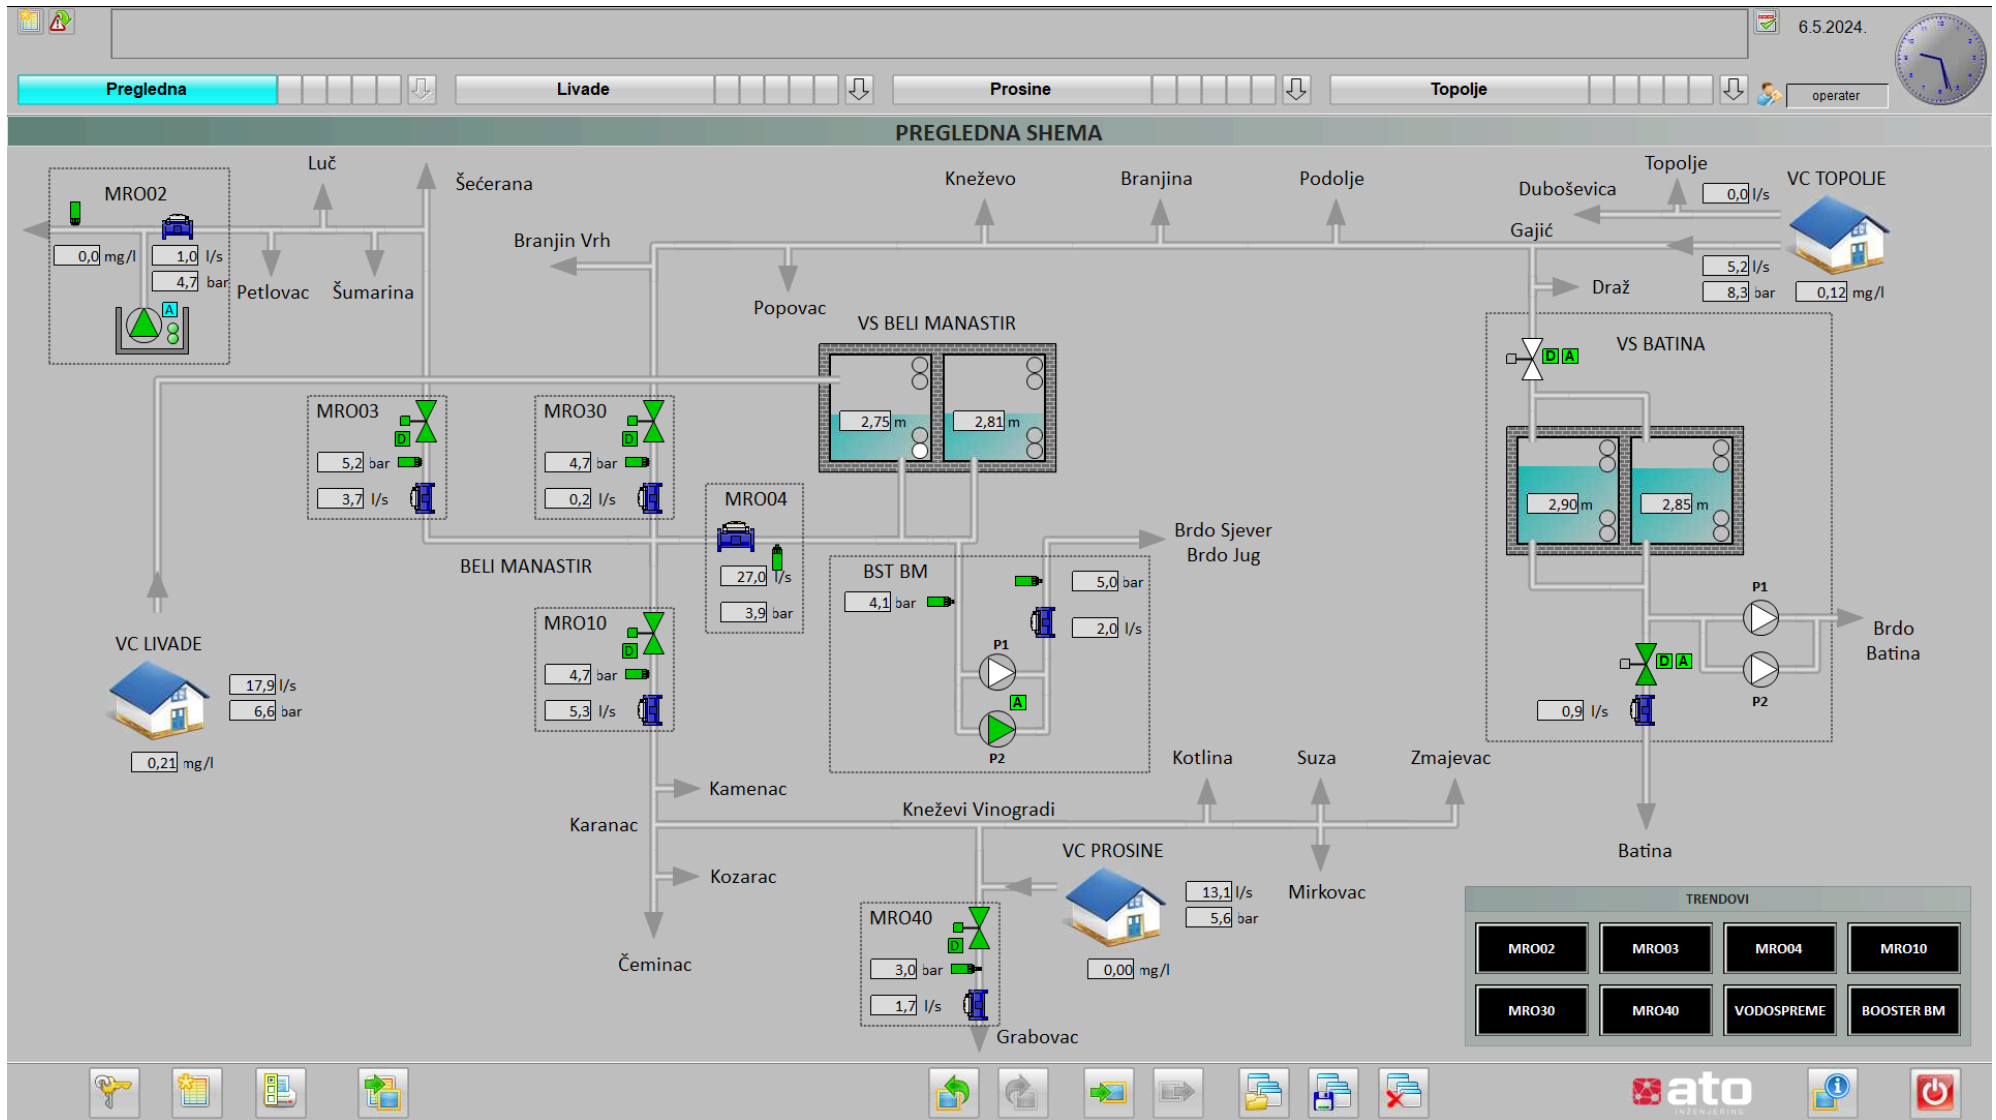 6.5.2024.
Pregledna
Livade
Prosine
Topolje
operater
PREGLEDNA SHEMA
MRO02
0,0 mg/l
1,0 l/s
4,7 bar
A
Luč
Šećerana
Petlovac
Šumarina
Branjin Vrh
Kneževo
Branjina
Podolje
Popovac
Duboševica
Topolje
0,0 l/s
VC TOPOLJE
Gajić
5,2 l/s
8,3 bar
0,12 mg/l
Draž
VS BELI MANASTIR
2,75 m
2,81 m
VS BATINA
D A
2,90 m
2,85 m
P1
P2
D A
0,9 l/s
Brdo
Batina
Batina
MRO03
D
5,2 bar
3,7 l/s
MRO30
D
4,7 bar
0,2 l/s
MRO04
27,0 l/s
3,9 bar
BELI MANASTIR
MRO10
D
4,7 bar
5,3 l/s
BST BM
4,1 bar
5,0 bar
2,0 l/s
P1
A
P2
Brdo Sjever
Brdo Jug
VC LIVADE
17,9 l/s
6,6 bar
0,21 mg/l
Kamenac
Karanac
Kozarac
Čeminac
Kneževi Vinogradi
Kotlina
Suza
Zmajevac
Mirkovac
VC PROSINE
13,1 l/s
5,6 bar
0,00 mg/l
MRO40
D
3,0 bar
1,7 l/s
Grabovac
TRENDOVI
MRO02
MRO03
MRO04
MRO10
MRO30
MRO40
VODOSPREME
BOOSTER BM
ato
INŽENJERING